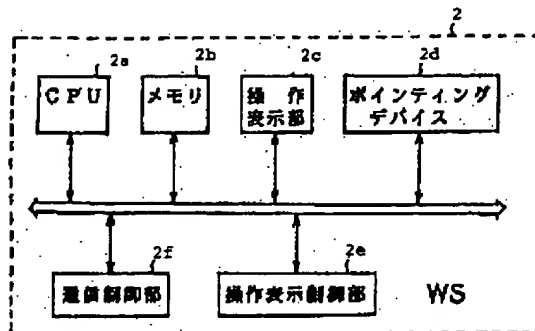 2
2a
2b
2c
2d
CPU
メモリ
操作
表示部
ポインティング
デバイス
2f
2e
通信制御部
操作表示制御部
WS